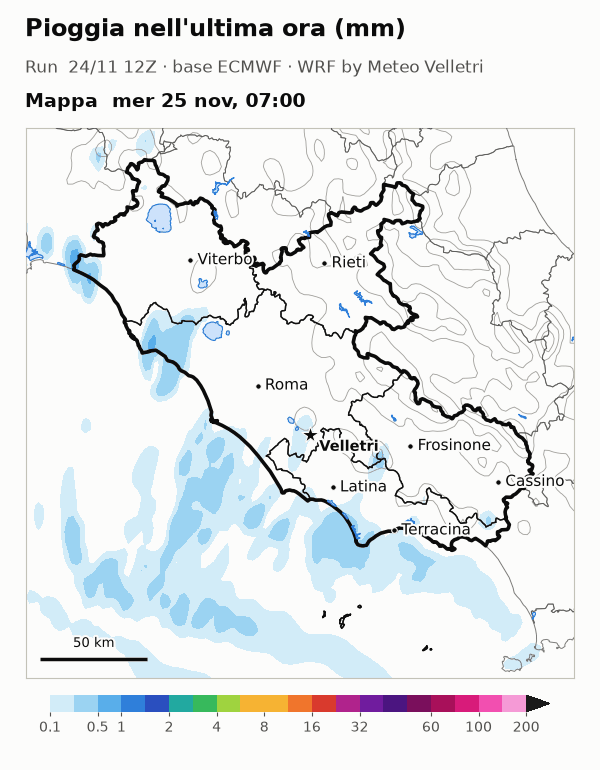 Pioggia nell'ultima ora (mm)
Run  24/11 12Z · base ECMWF · WRF by Meteo Velletri
Mappa  mer 25 nov, 07:00
Viterbo
Rieti
Roma
Velletri
Frosinone
Latina
Cassino
Terracina
50 km
0.1 0.5 1 2 4 8 16 32 60 100 200